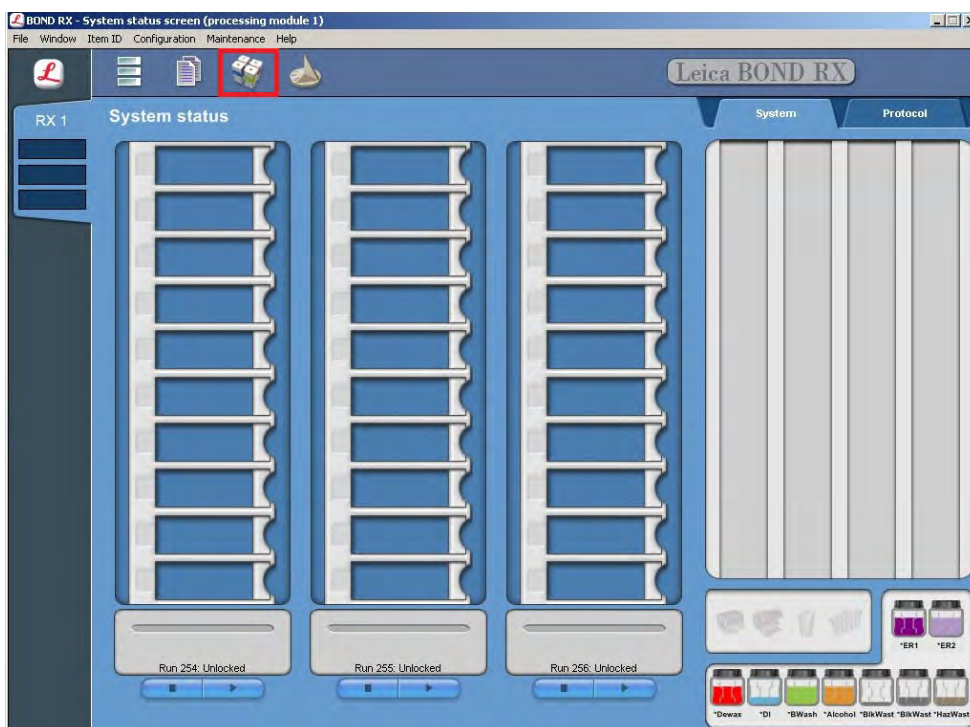 BOND RX - System status screen (processing module 1)
File Window Item ID Configuration Maintenance Help
Leica BOND RX
RX 1
System status
System
Protocol
Run 254: Unlocked
Run 255: Unlocked
Run 256: Unlocked
*ER1 *ER2
*Dewax *DI *BWash *Alcohol *BlkWast *BlkWast *HazWast